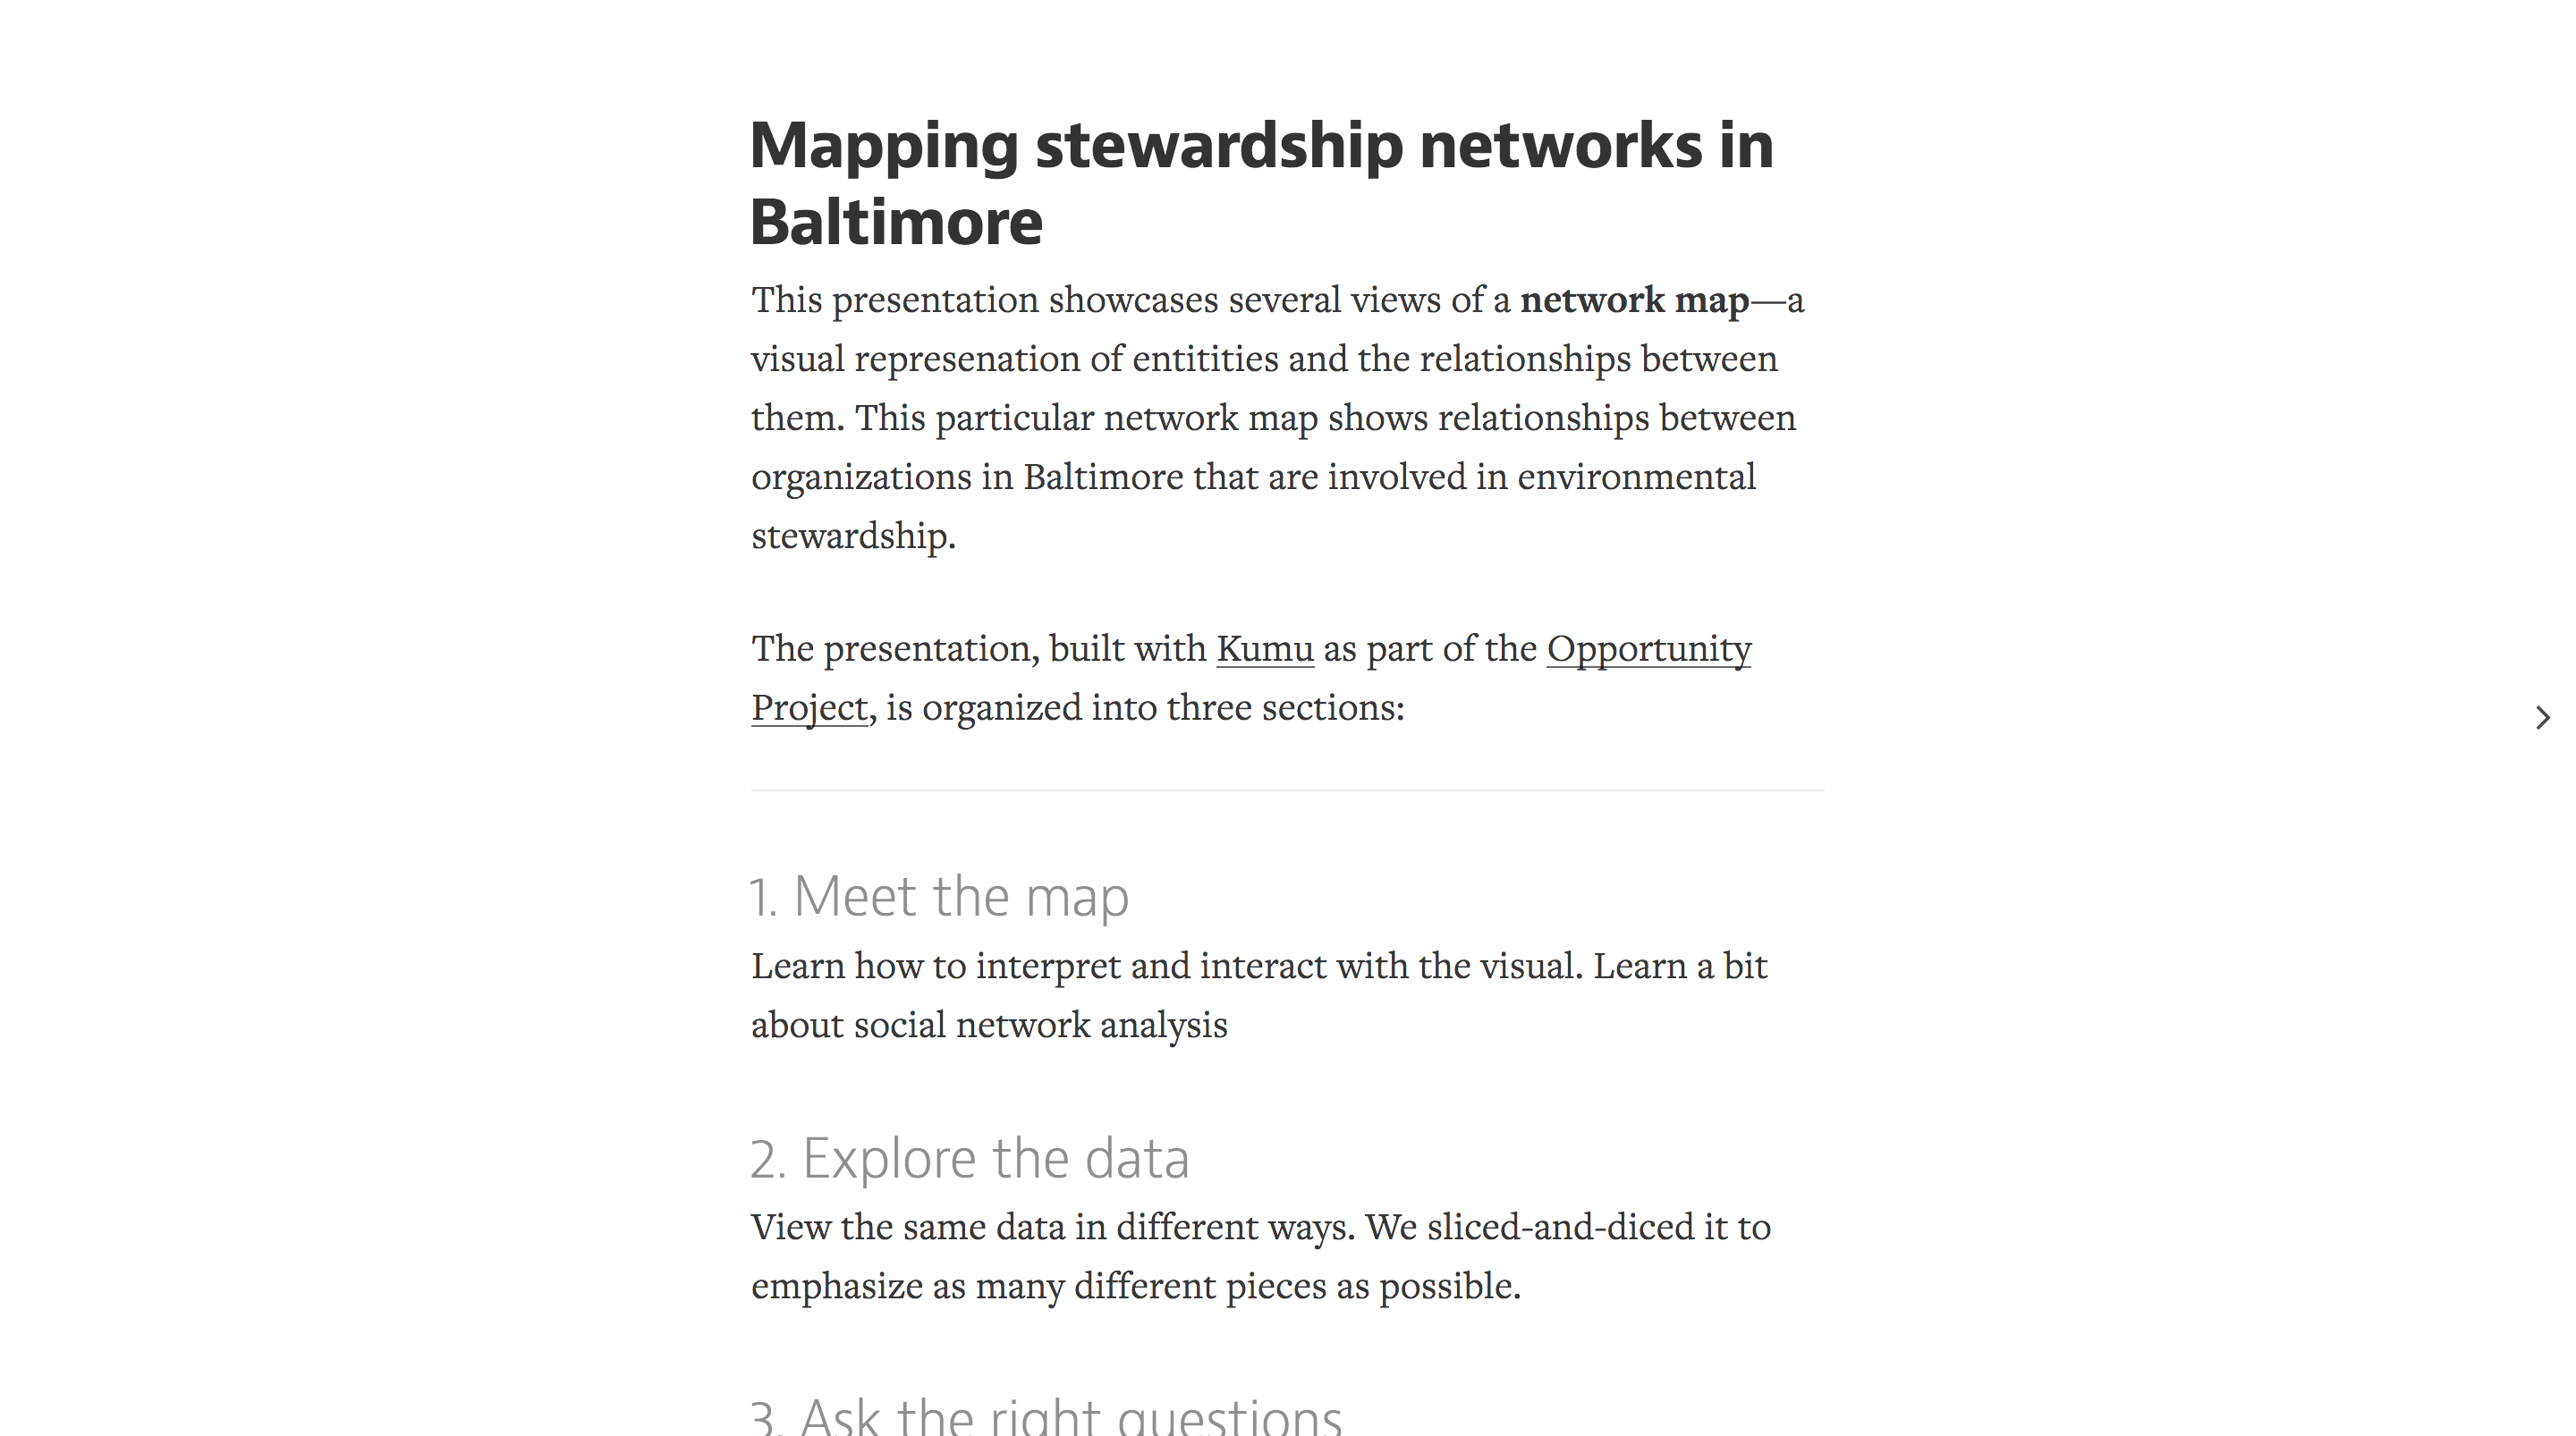 Mapping stewardship networks in
Baltimore
This presentation showcases several views of a network map—a
visual represenation of entitities and the relationships between
them. This particular network map shows relationships between
organizations in Baltimore that are involved in environmental
stewardship.
The presentation, built with Kumu as part of the Opportunity
Project, is organized into three sections:
1. Meet the map
Learn how to interpret and interact with the visual. Learn a bit
about social network analysis
2. Explore the data
View the same data in different ways. We sliced-and-diced it to
emphasize as many different pieces as possible.
3. Ask the right questions